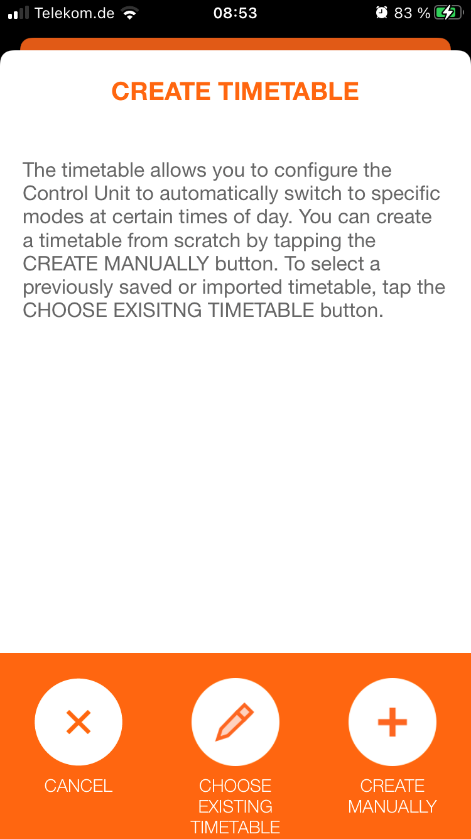 Telekom.de 08:53 83 %
CREATE TIMETABLE
The timetable allows you to configure the
Control Unit to automatically switch to specific
modes at certain times of day. You can create
a timetable from scratch by tapping the
CREATE MANUALLY button. To select a
previously saved or imported timetable, tap the
CHOOSE EXISITNG TIMETABLE button.
CANCEL
CHOOSE
EXISTING
TIMETABLE
CREATE
MANUALLY